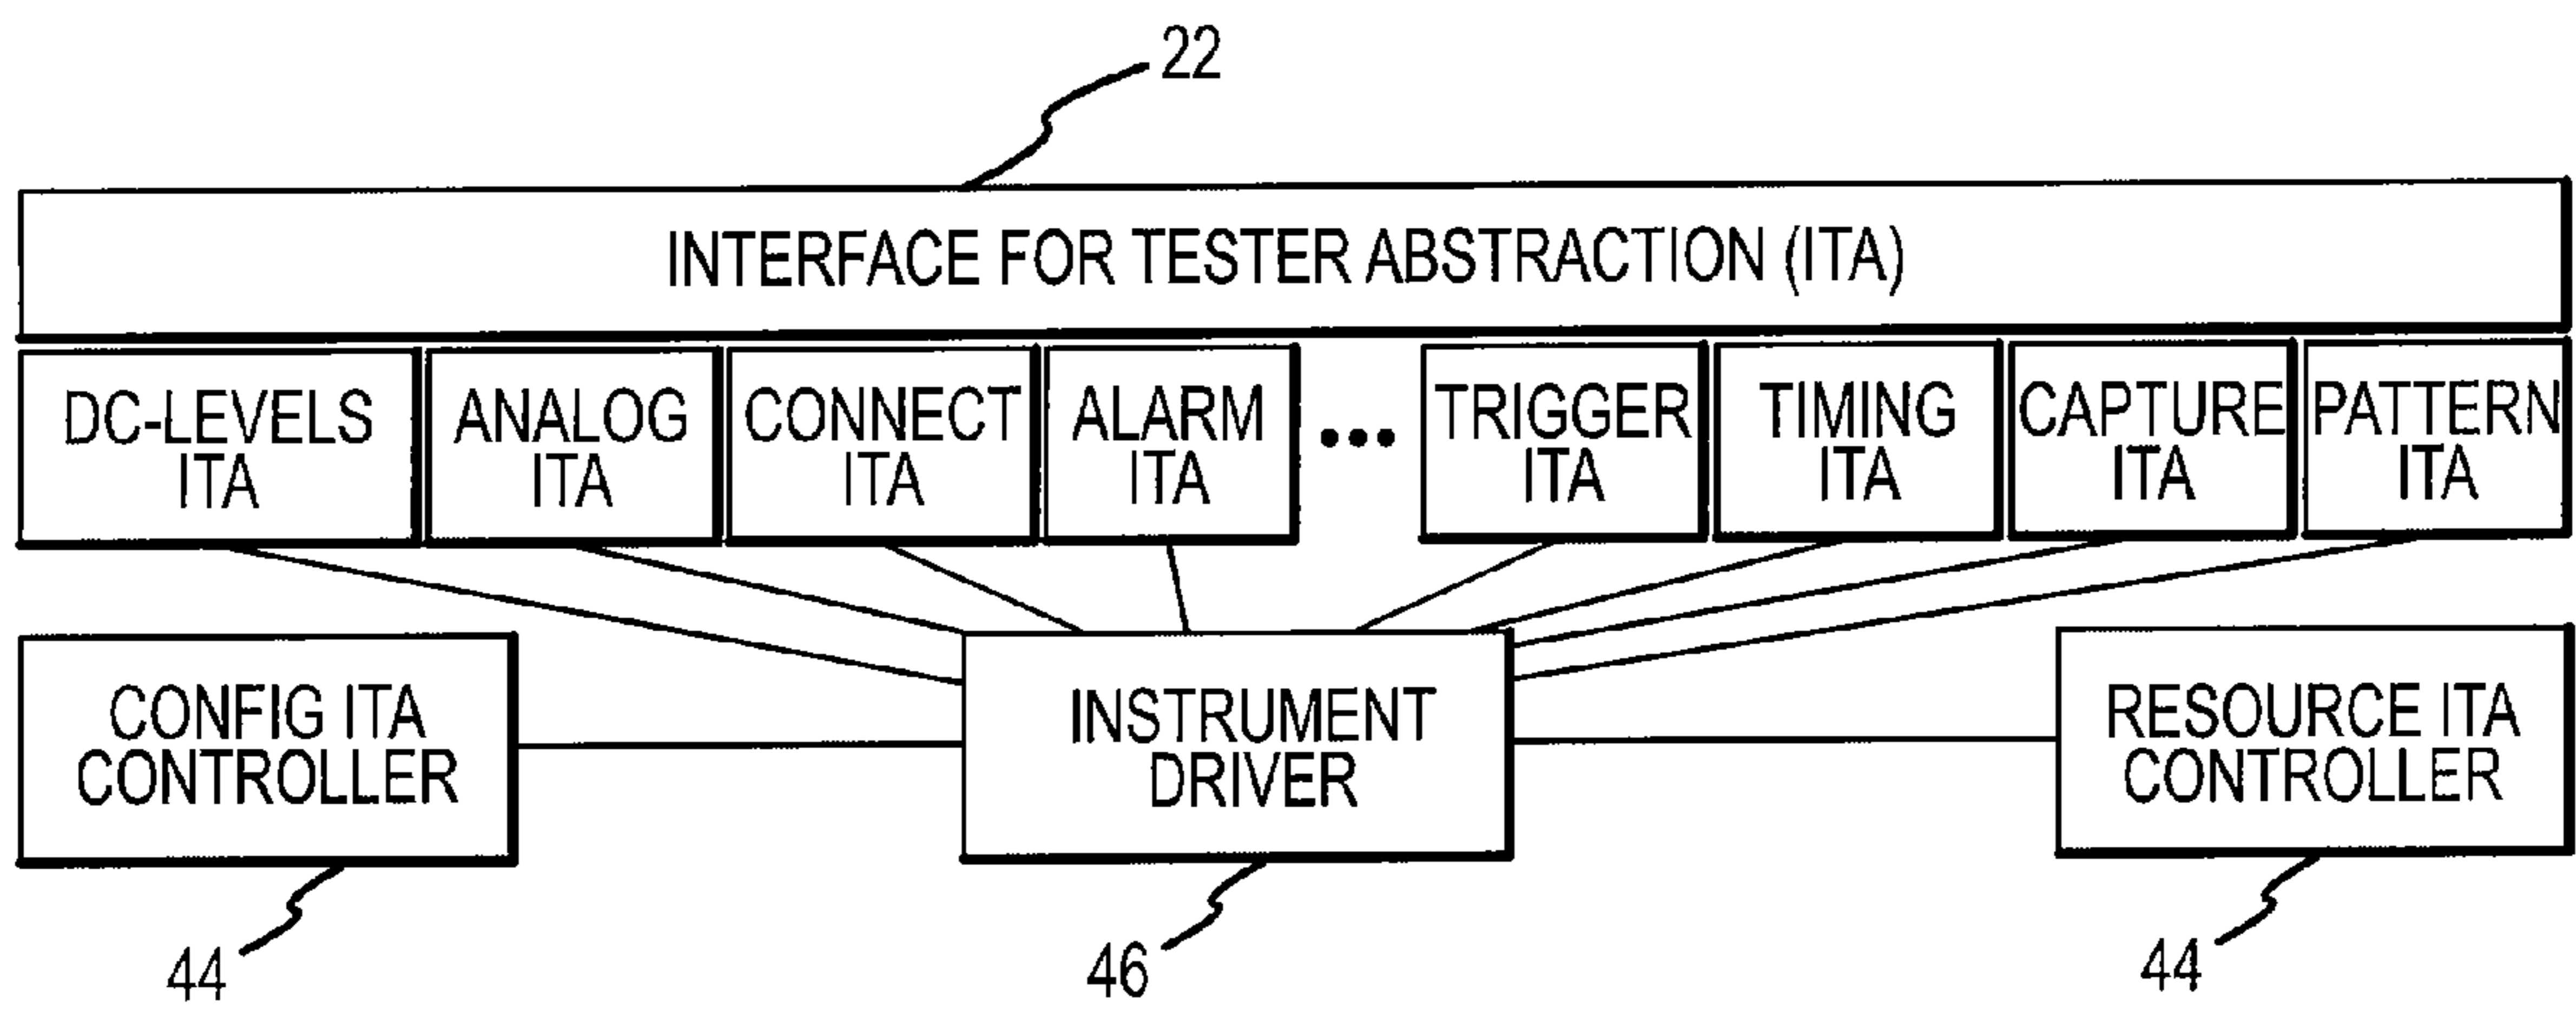 22
INTERFACE FOR TESTER ABSTRACTION (ITA)
DC-LEVELS
ITA
ANALOG
ITA
CONNECT
ITA
ALARM
ITA
•••
TRIGGER
ITA
TIMING
ITA
CAPTURE
ITA
PATTERN
ITA
CONFIG ITA
CONTROLLER
INSTRUMENT
DRIVER
RESOURCE ITA
CONTROLLER
44
46
44